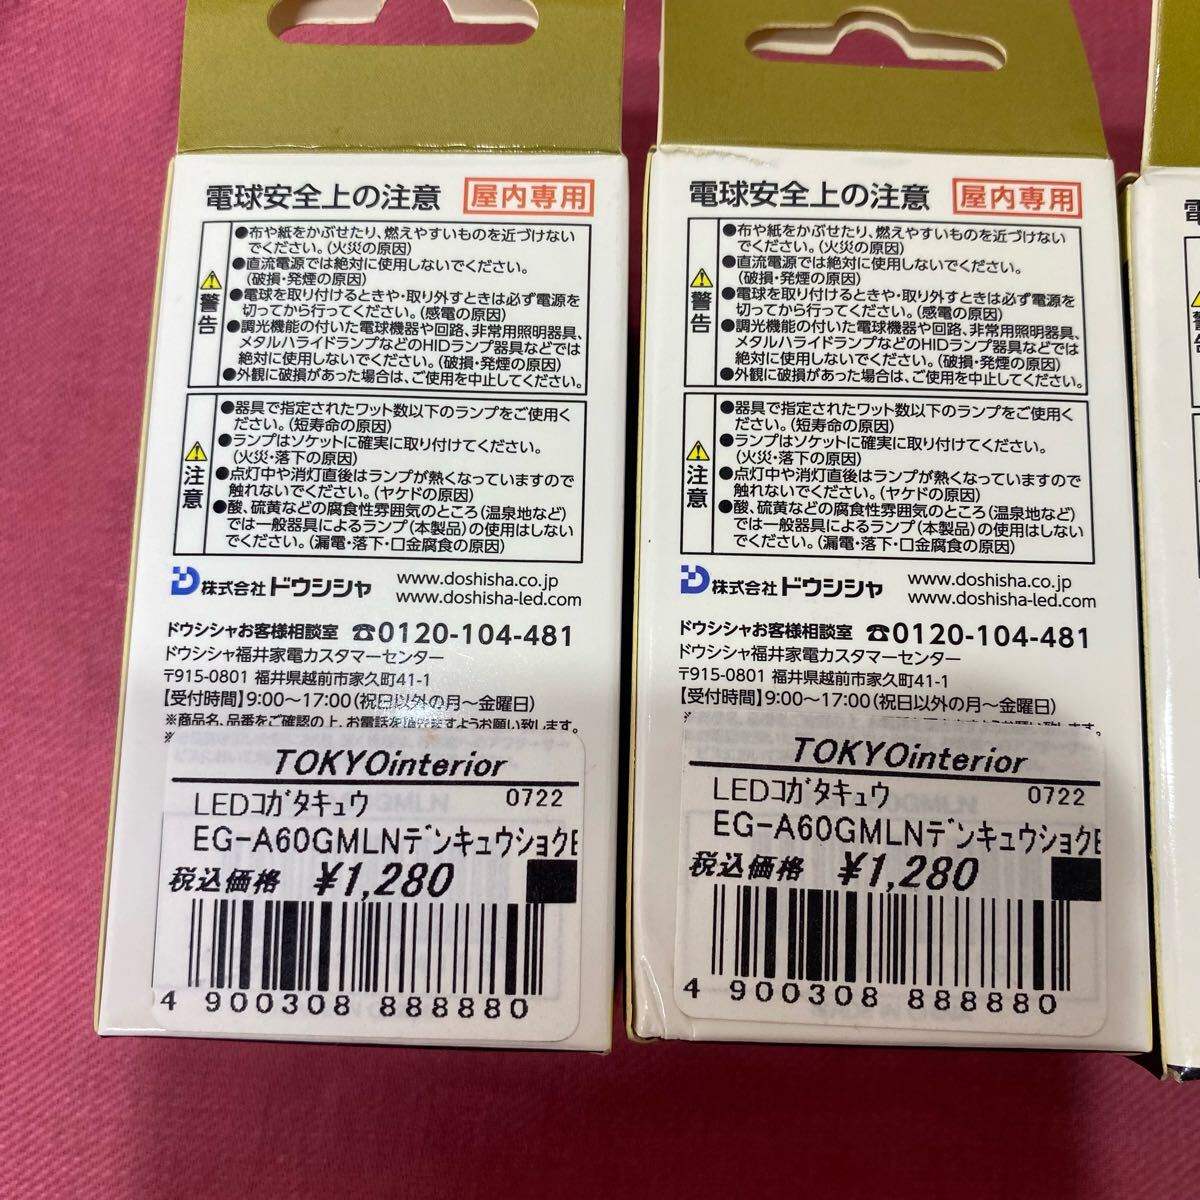 電球安全上の注意 屋内専用
警告
●布や紙をかぶせたり、燃えやすいものを近づけない
でください。(火災の原因)
●直流電源では絶対に使用しないでください。
(破損・発煙の原因)
●電球を取り付けるときや・取り外すときは必ず電源を
切ってから行ってください。(感電の原因)
●調光機能の付いた電球機器や回路、非常用照明器具、
メタルハライドランプなどのHIDランプ器具などでは
絶対に使用しないでください。(破損・発煙の原因)
●外観に破損があった場合は、ご使用を中止してください。
注意
●器具で指定されたワット数以下のランプをご使用く
ださい。(短寿命の原因)
●ランプはソケットに確実に取り付けてください。
(火災・落下の原因)
●点灯中や消灯直後はランプが熱くなっていますので
触れないでください。(ヤケドの原因)
●酸、硫黄などの腐食性雰囲気のところ(温泉地など)
では一般器具によるランプ(本製品)の使用はしない
でください。(漏電・落下・口金腐食の原因)
株式会社ドウシシャ
www.doshisha.co.jp
www.doshisha-led.com
ドウシシャお客様相談室 ☎0120-104-481
ドウシシャ福井家電カスタマーセンター
〒915-0801 福井県越前市家久町41-1
【受付時間】9:00〜17:00(祝日以外の月〜金曜日)
※商品名、品番をご確認の上、お電話を頂きますようお願い致します。
TOKYOinterior
LEDコガタキュウ 0722
EG-A60GMLNデンキュウショク
税込価格 ¥1,280
4 900308 888880
電球安全上の注意 屋内専用
警告
●布や紙をかぶせたり、燃えやすいものを近づけない
でください。(火災の原因)
●直流電源では絶対に使用しないでください。
(破損・発煙の原因)
●電球を取り付けるときや・取り外すときは必ず電源を
切ってから行ってください。(感電の原因)
●調光機能の付いた電球機器や回路、非常用照明器具、
メタルハライドランプなどのHIDランプ器具などでは
絶対に使用しないでください。(破損・発煙の原因)
●外観に破損があった場合は、ご使用を中止してください。
注意
●器具で指定されたワット数以下のランプをご使用く
ださい。(短寿命の原因)
●ランプはソケットに確実に取り付けてください。
(火災・落下の原因)
●点灯中や消灯直後はランプが熱くなっていますので
触れないでください。(ヤケドの原因)
●酸、硫黄などの腐食性雰囲気のところ(温泉地など)
では一般器具によるランプ(本製品)の使用はしない
でください。(漏電・落下・口金腐食の原因)
株式会社ドウシシャ
www.doshisha.co.jp
www.doshisha-led.com
ドウシシャお客様相談室 ☎0120-104-481
ドウシシャ福井家電カスタマーセンター
〒915-0801 福井県越前市家久町41-1
【受付時間】9:00〜17:00(祝日以外の月〜金曜日)
TOKYOinterior
LEDコガタキュウ 0722
EG-A60GMLNデンキュウショク
税込価格 ¥1,280
4 900308 888880